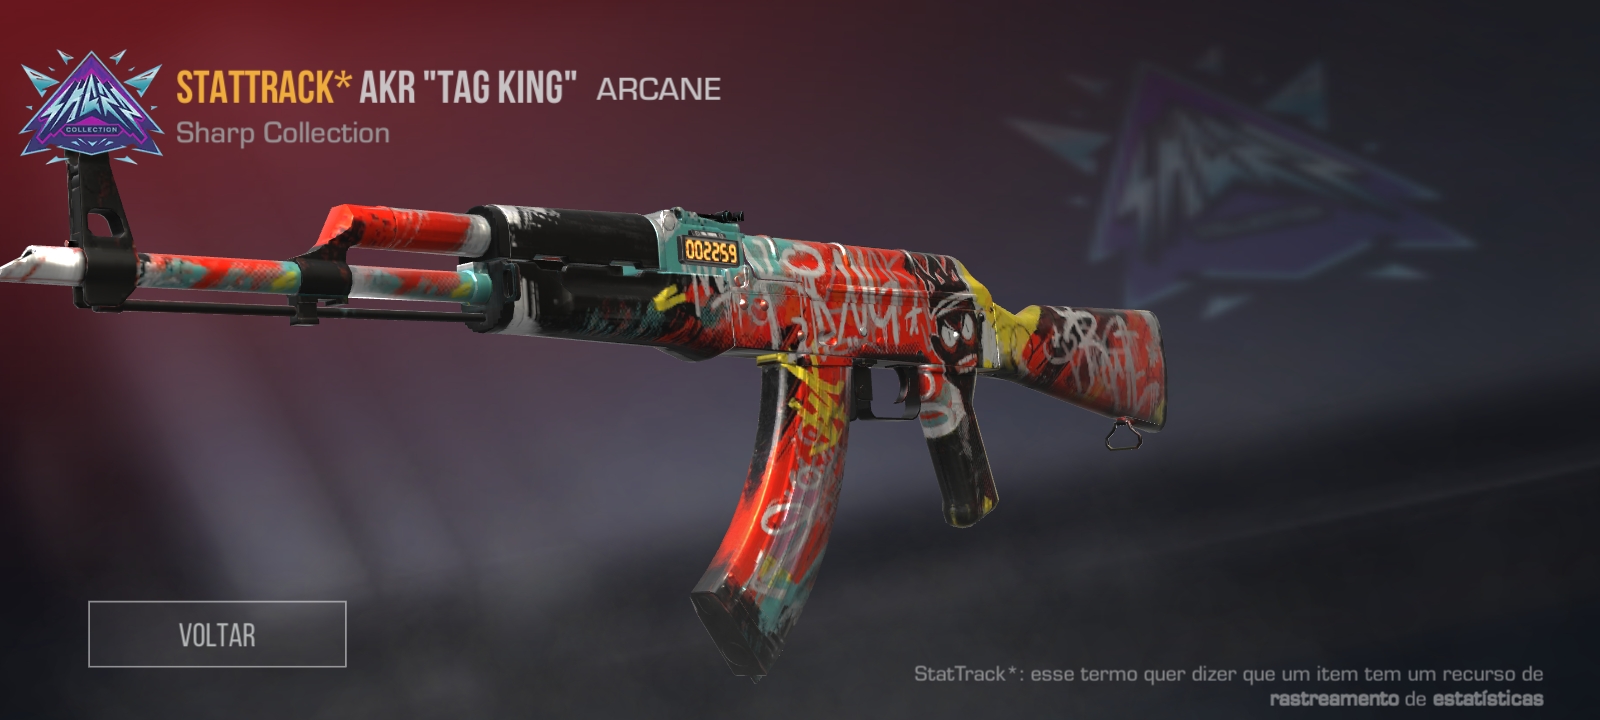 STATTRACK* AKR "TAG KING" ARCANE
Sharp Collection
COLLECTION
002259
VOLTAR
StatTrack*: esse termo quer dizer que um item tem um recurso de
rastreamento de estatísticas